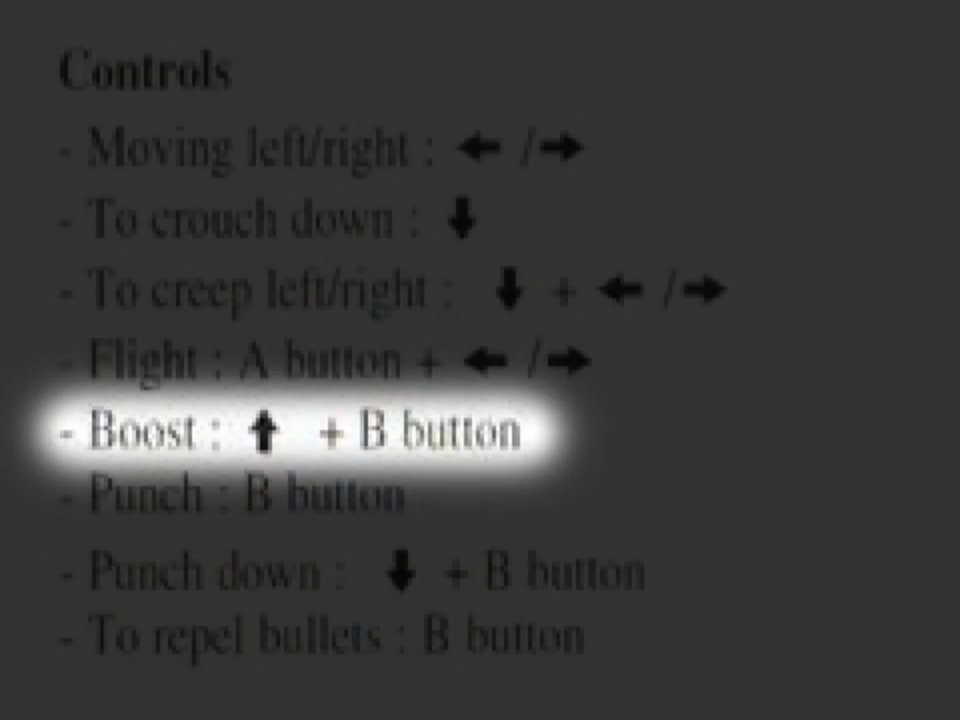 Controls
- Moving left/right : ← / →
- To crouch down : ↓
- To creep left/right : ↓ + ← / →
- Flight : A button + ← / →
- Boost : ↑ + B button
- Punch : B button
- Punch down : ↓ + B button
- To repel bullets : B button